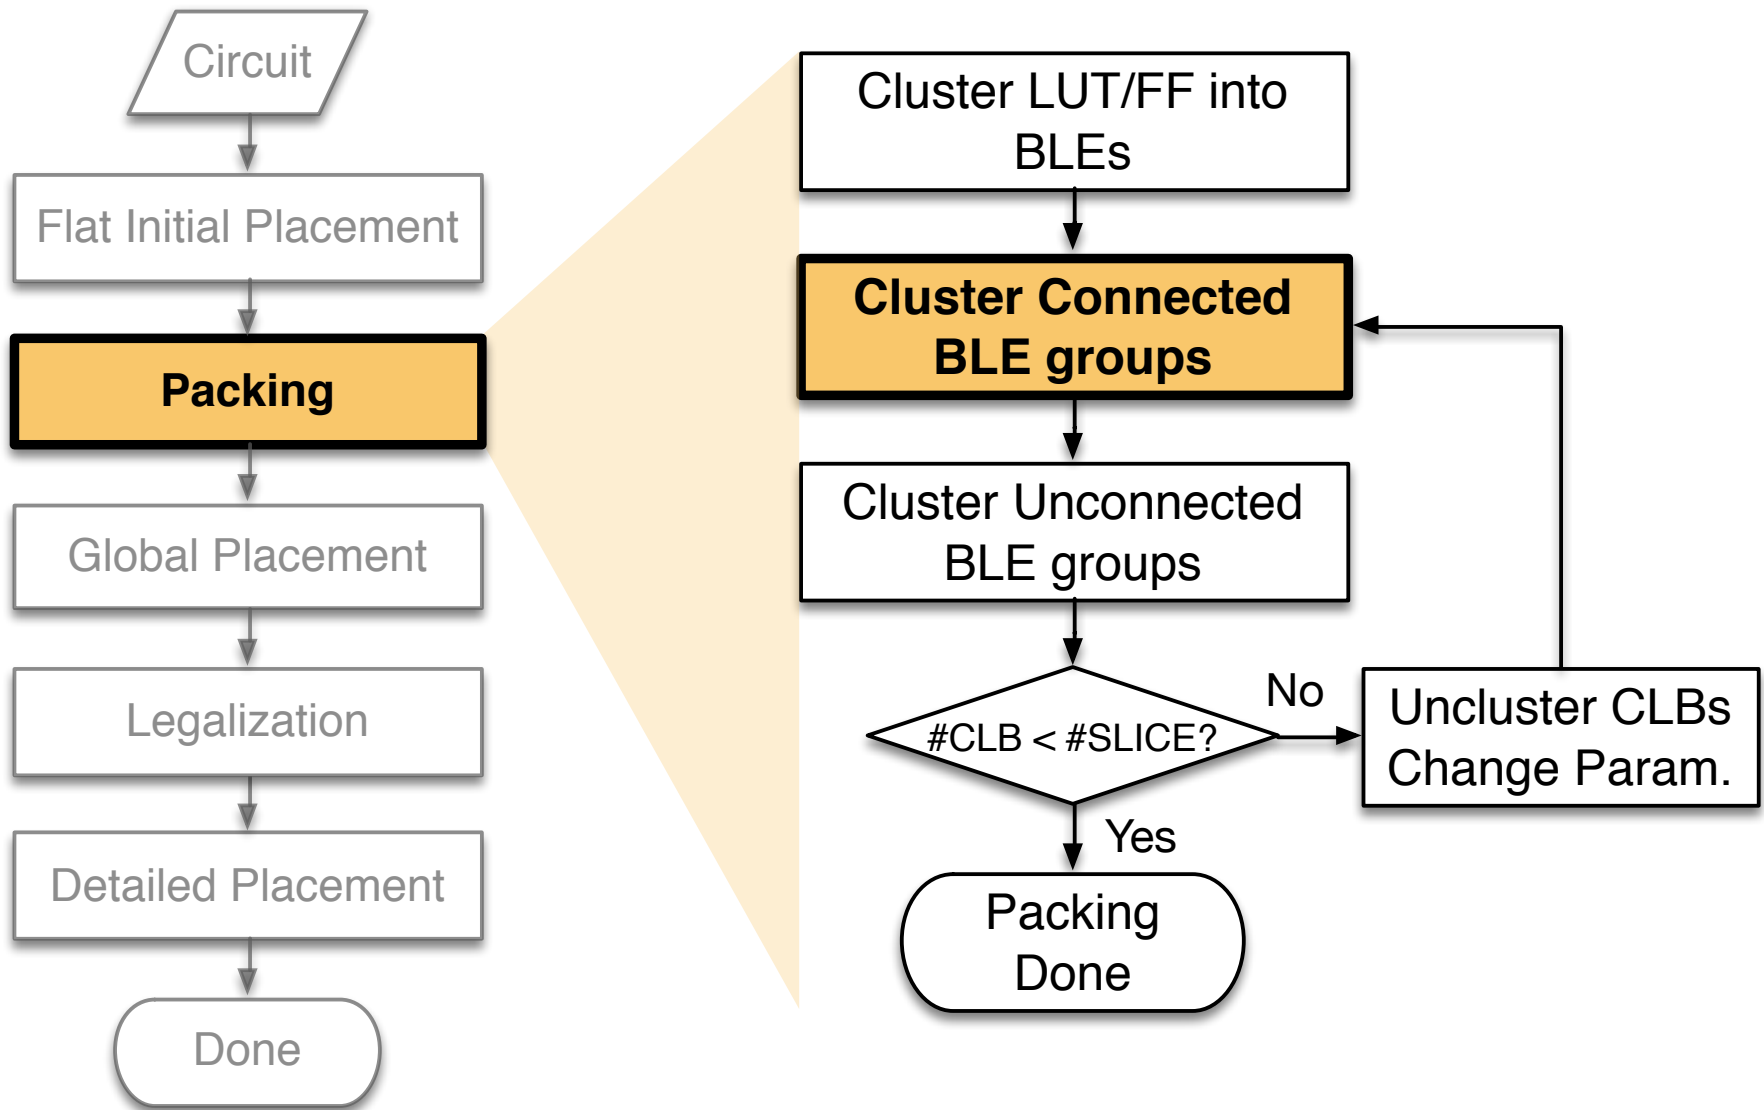 Circuit
Flat Initial Placement
Packing
Global Placement
Legalization
Detailed Placement
Done
Cluster LUT/FF into
BLEs
Cluster Connected
BLE groups
Cluster Unconnected
BLE groups
#CLB < #SLICE?
No
Uncluster CLBs
Change Param.
Yes
Packing
Done